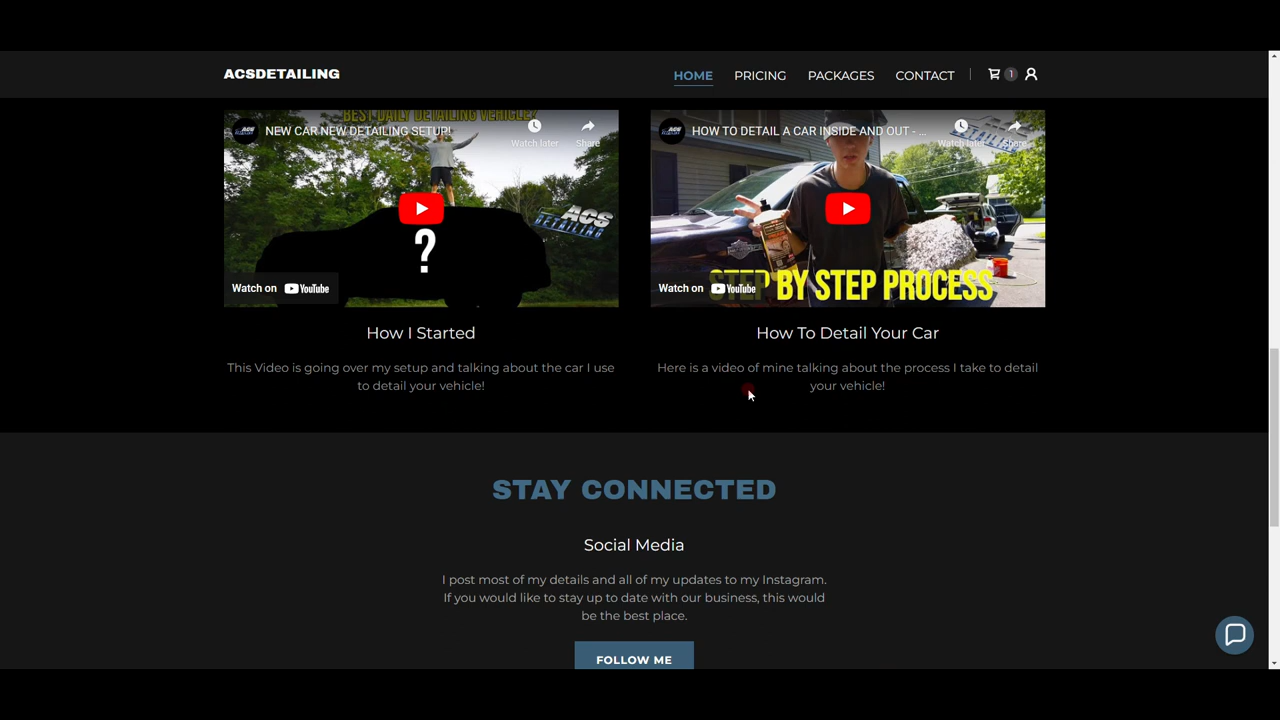 ACSDETAILING
HOME PRICING PACKAGES CONTACT 1
BEST DAILY DETAILING VEHICLE?
NEW CAR NEW DETAILING SETUP!
Watch later
Share
ACS
DETAILING
?
Watch on YouTube
HOW TO DETAIL A CAR INSIDE AND OUT - ...
Watch later
Share
STEP BY STEP PROCESS
Watch on YouTube
How I Started
This Video is going over my setup and talking about the car I use
to detail your vehicle!
How To Detail Your Car
Here is a video of mine talking about the process I take to detail
your vehicle!
STAY CONNECTED
Social Media
I post most of my details and all of my updates to my Instagram.
If you would like to stay up to date with our business, this would
be the best place.
FOLLOW ME